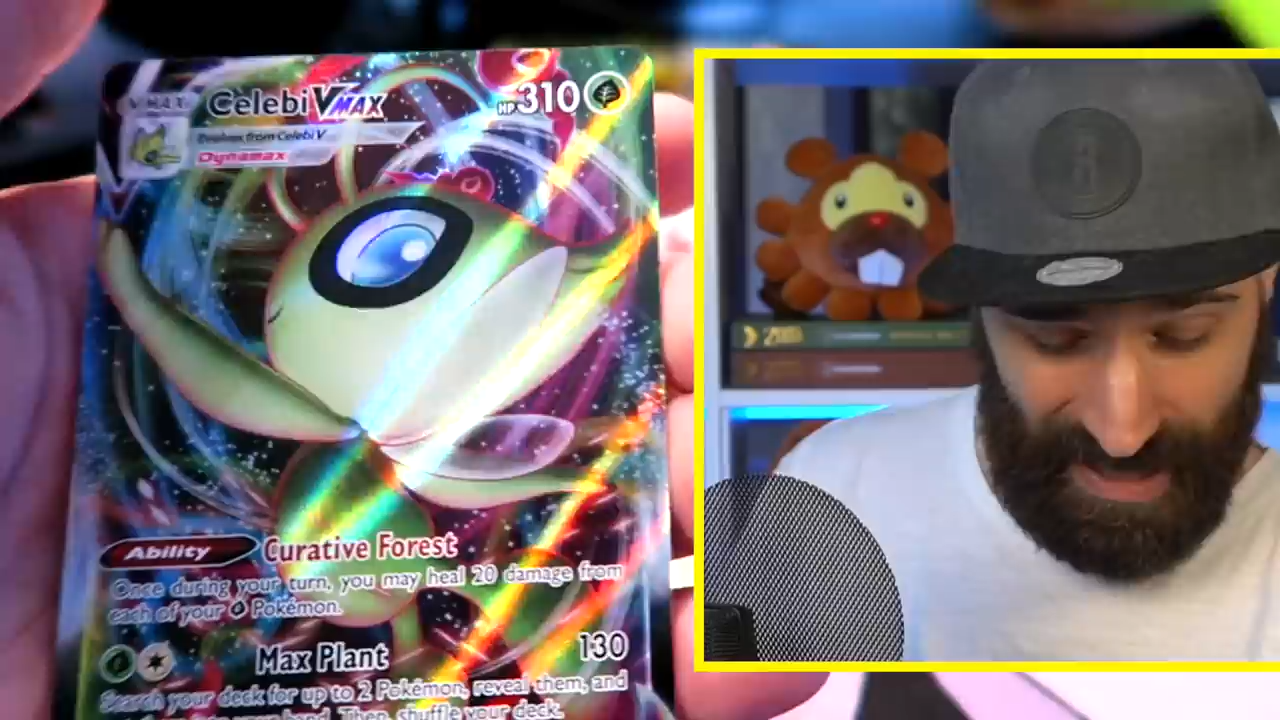 VMAX
Celebi VMAX
HP 310
Evolves from Celebi V
Dynamax
Ability Curative Forest
Once during your turn, you may heal 20 damage from
each of your Pokémon.
Max Plant 130
Search your deck for up to 2 Pokémon, reveal them, and
your hand. Then, shuffle your deck.